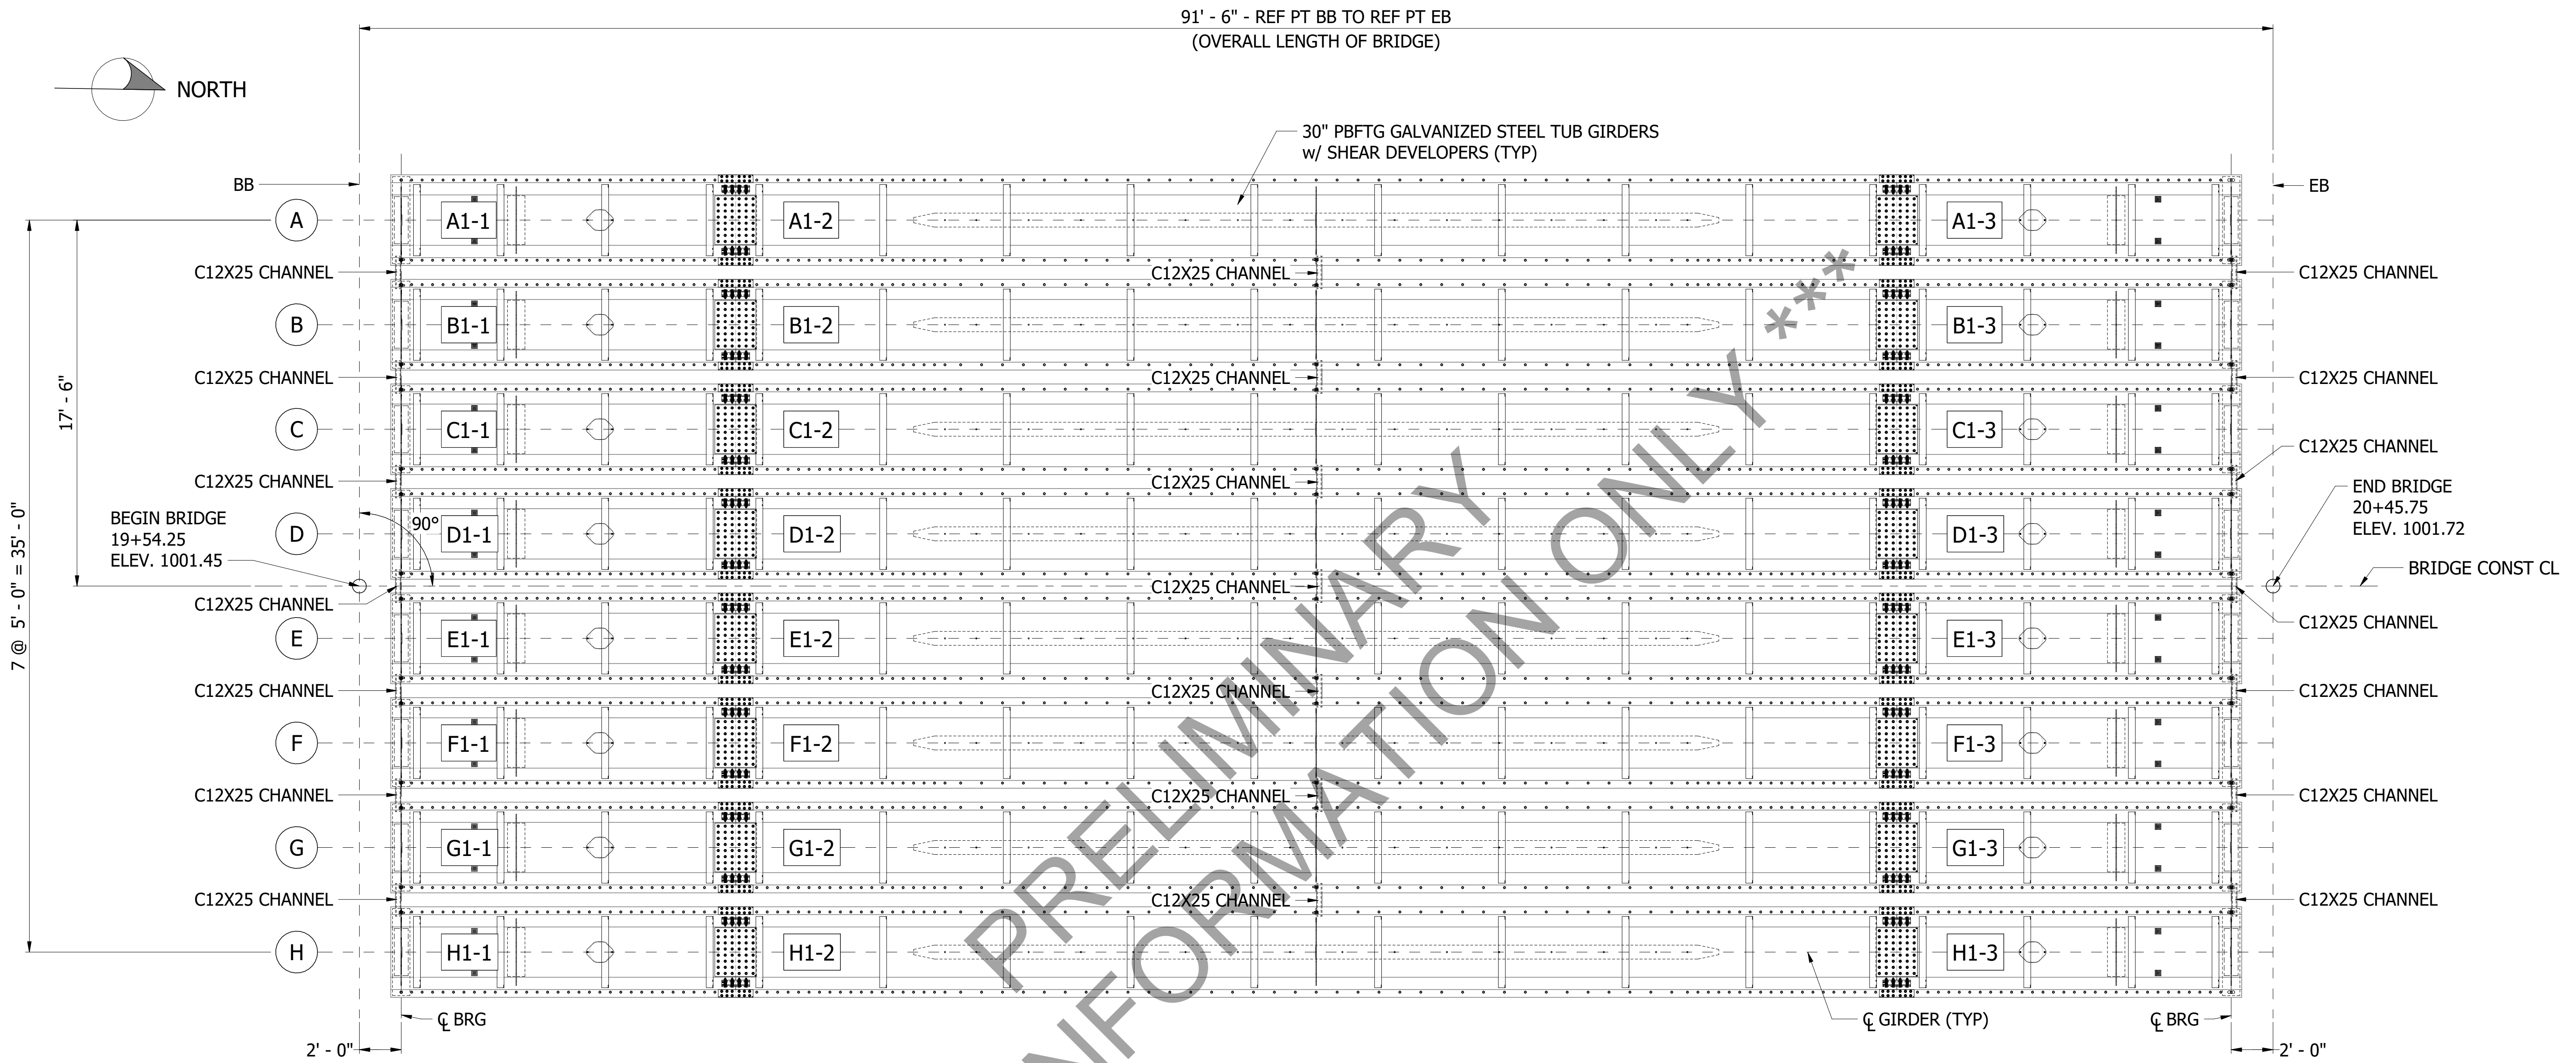 91' - 6" - REF PT BB TO REF PT EB
(OVERALL LENGTH OF BRIDGE)
NORTH
30" PBFTG GALVANIZED STEEL TUB GIRDERS
w/ SHEAR DEVELOPERS (TYP)
BB
EB
A
A1-1
A1-2
A1-3
C12X25 CHANNEL
C12X25 CHANNEL
C12X25 CHANNEL
B
B1-1
B1-2
B1-3
C12X25 CHANNEL
C12X25 CHANNEL
C12X25 CHANNEL
17' - 6"
C
C1-1
C1-2
C1-3
C12X25 CHANNEL
C12X25 CHANNEL
C12X25 CHANNEL
7 @ 5' - 0" = 35' - 0"
BEGIN BRIDGE
19+54.25
ELEV. 1001.45
D
90°
D1-1
D1-2
D1-3
END BRIDGE
20+45.75
ELEV. 1001.72
BRIDGE CONST CL
C12X25 CHANNEL
C12X25 CHANNEL
C12X25 CHANNEL
E
E1-1
E1-2
E1-3
C12X25 CHANNEL
C12X25 CHANNEL
C12X25 CHANNEL
F
F1-1
F1-2
F1-3
C12X25 CHANNEL
C12X25 CHANNEL
C12X25 CHANNEL
G
G1-1
G1-2
G1-3
C12X25 CHANNEL
C12X25 CHANNEL
C12X25 CHANNEL
H
H1-1
H1-2
H1-3
℄ BRG
℄ GIRDER (TYP)
℄ BRG
2' - 0"
2' - 0"
PRELIMINARY
NFORMATION ONLY ***